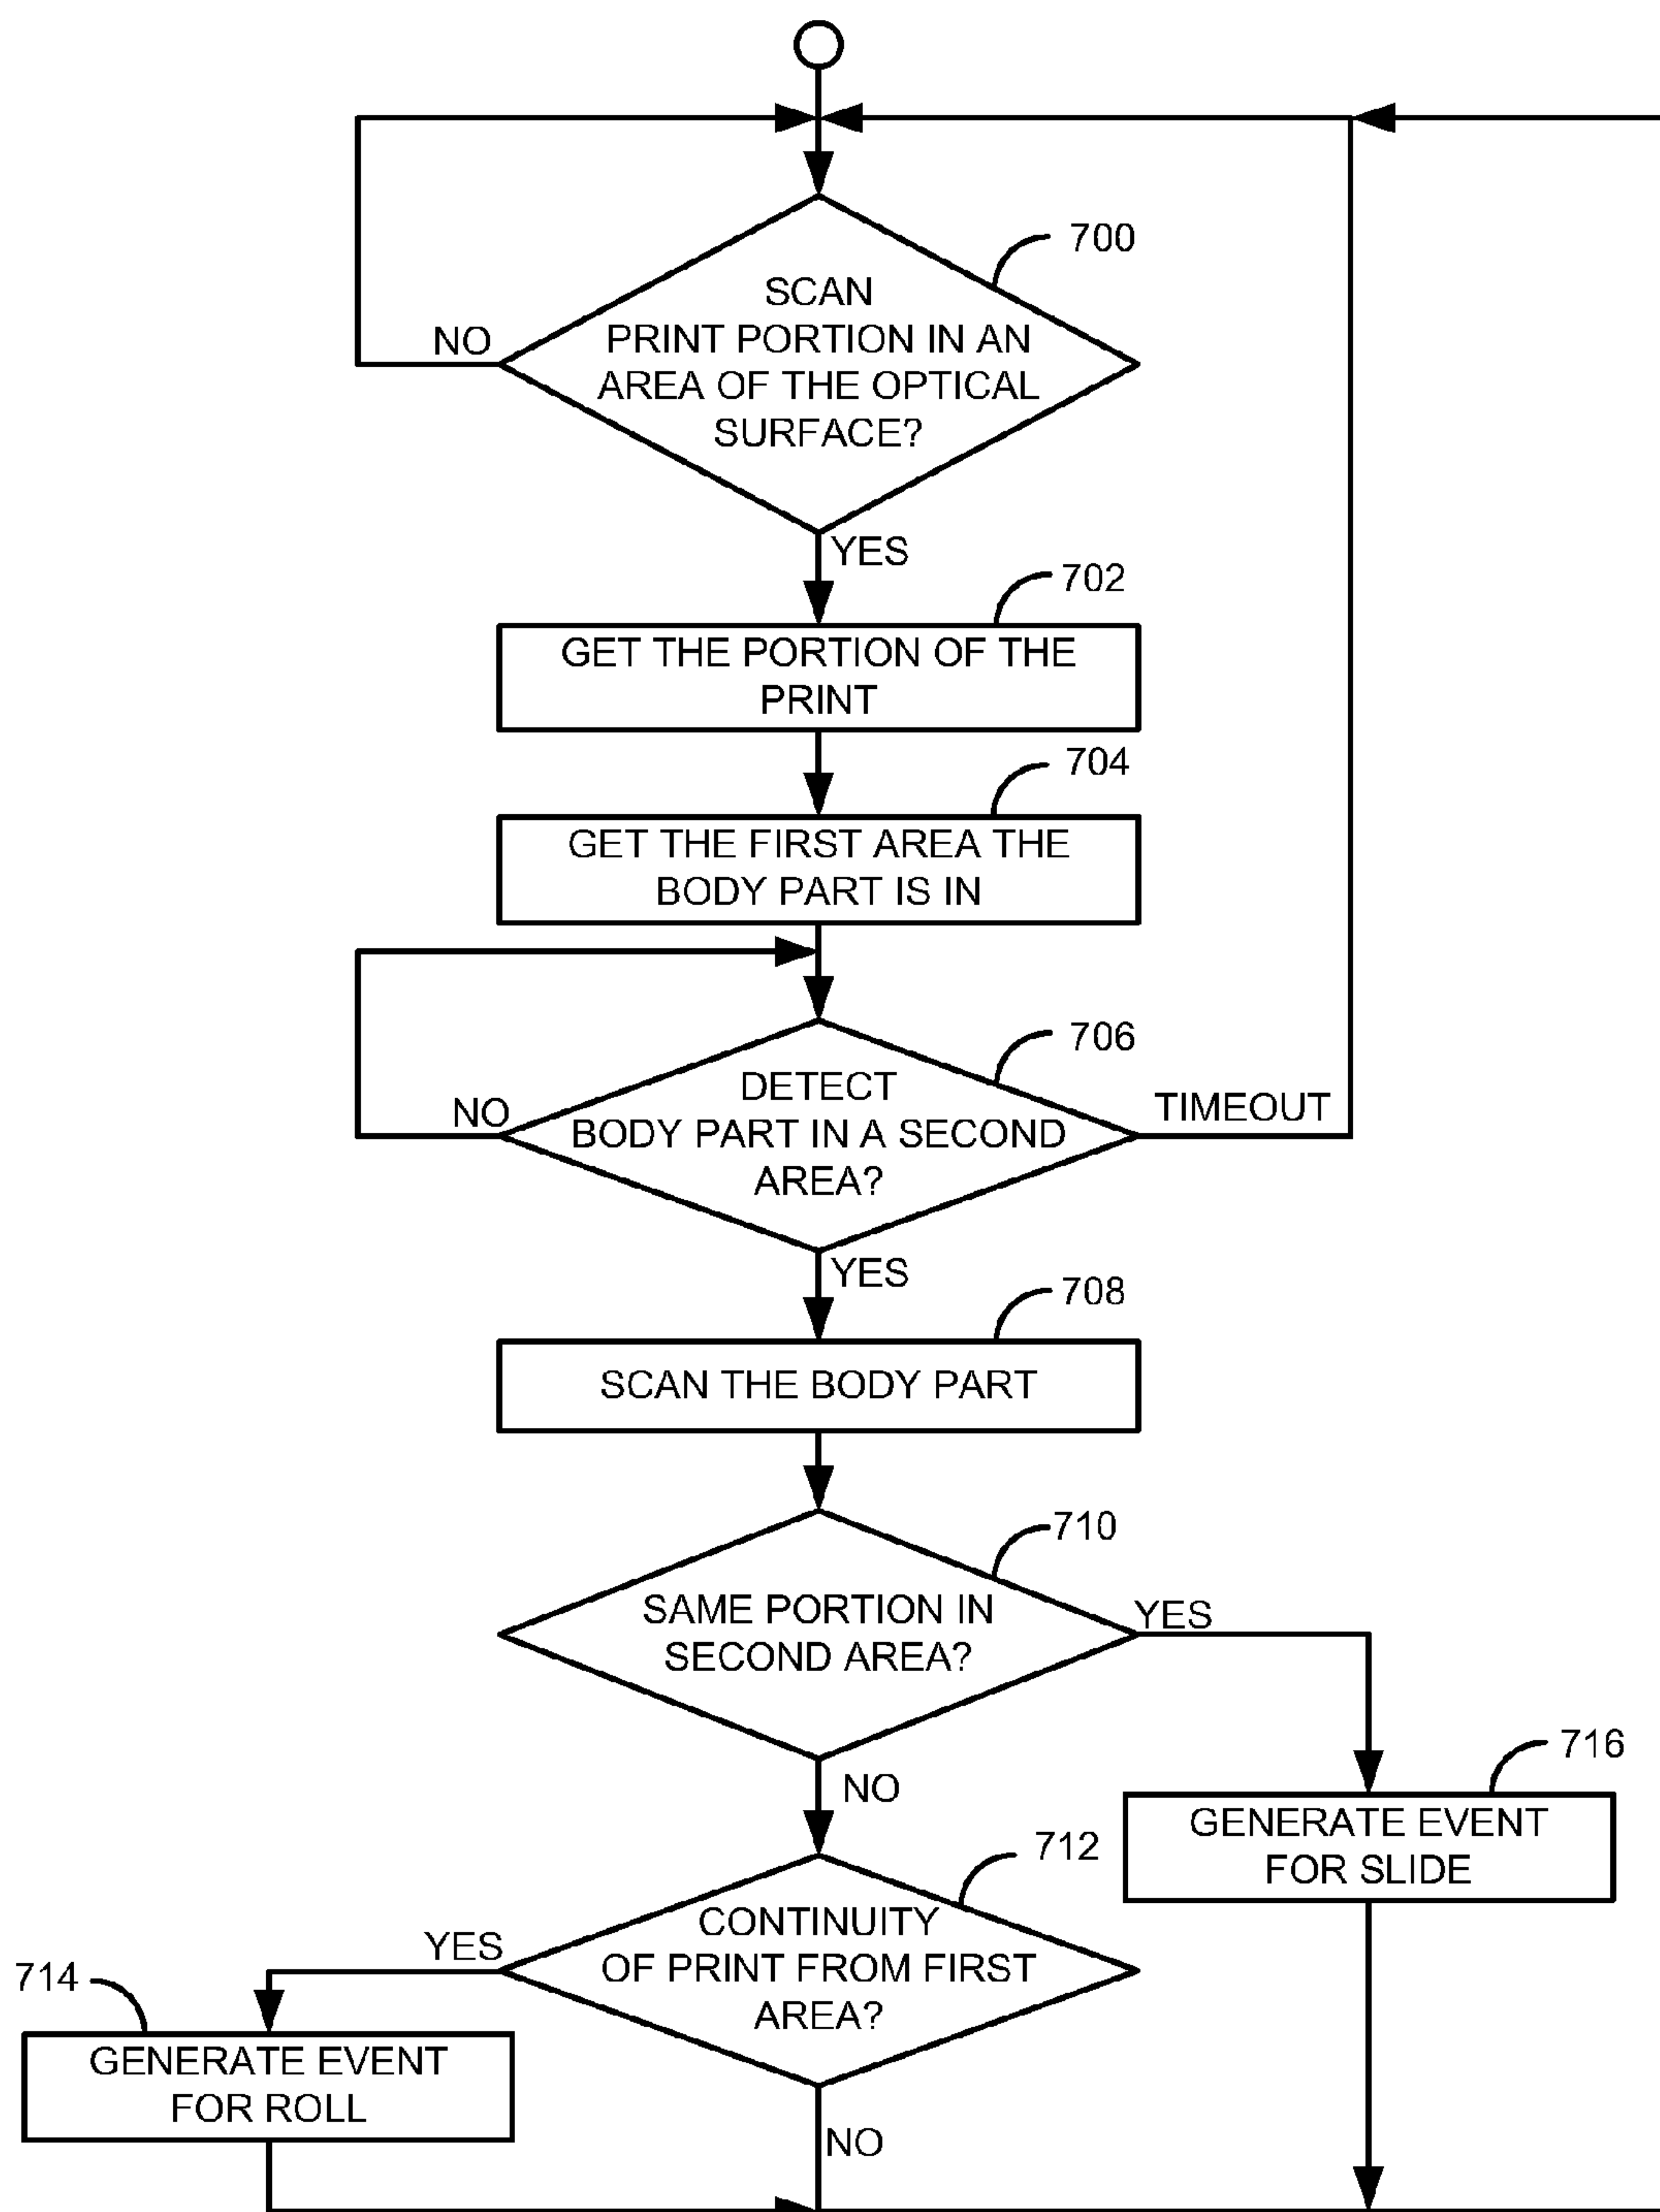 700
SCAN
PRINT PORTION IN AN
AREA OF THE OPTICAL
SURFACE?
NO
YES
702
GET THE PORTION OF THE
PRINT
704
GET THE FIRST AREA THE
BODY PART IS IN
706
DETECT
BODY PART IN A SECOND
AREA?
NO
TIMEOUT
YES
708
SCAN THE BODY PART
710
SAME PORTION IN
SECOND AREA?
YES
NO
716
GENERATE EVENT
FOR SLIDE
712
CONTINUITY
OF PRINT FROM FIRST
AREA?
YES
714
GENERATE EVENT
FOR ROLL
NO